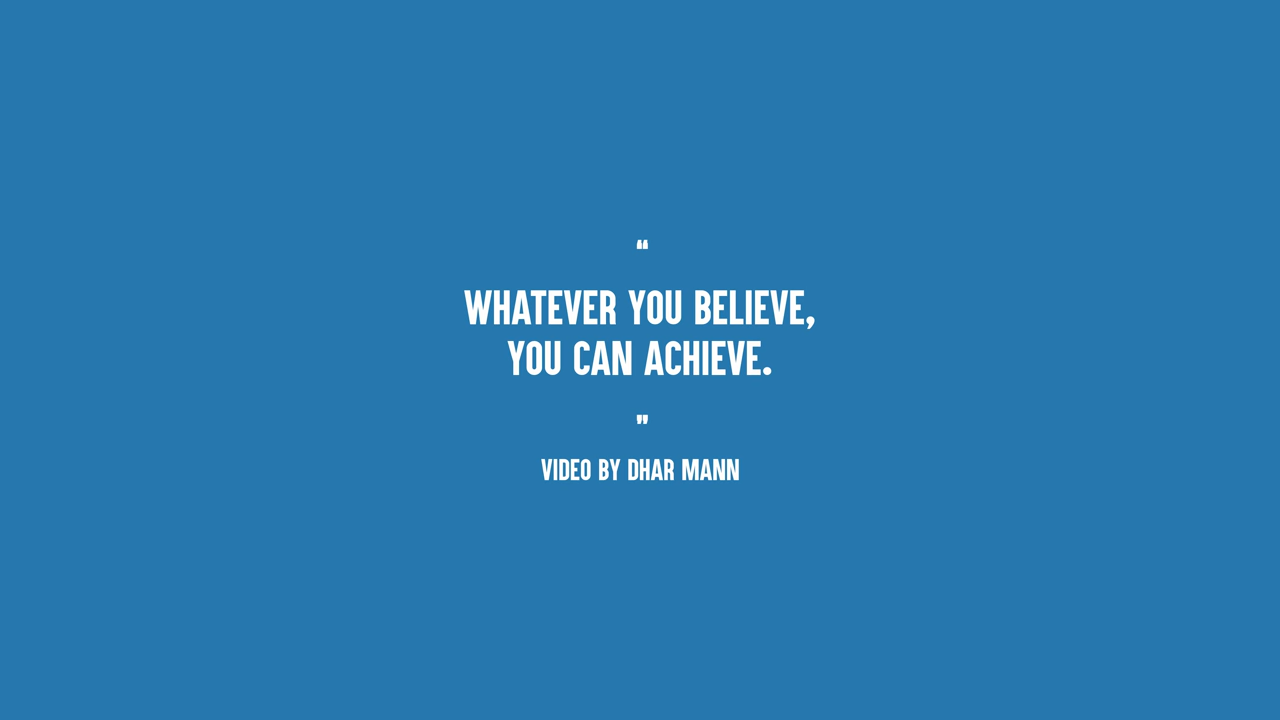 “
WHATEVER YOU BELIEVE,
YOU CAN ACHIEVE.
”
VIDEO BY DHAR MANN